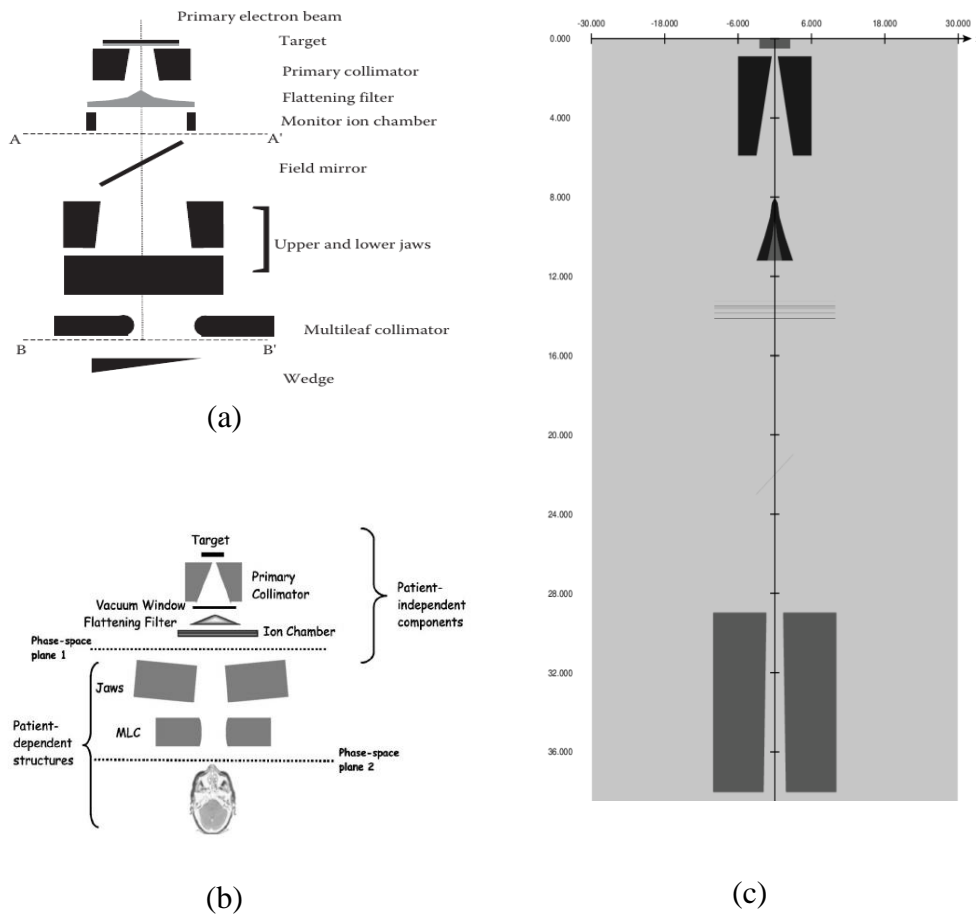 Primary electron beam
Target
Primary collimator
Flattening filter
Monitor ion chamber
A
A'
Field mirror
Upper and lower jaws
Multileaf collimator
B
B'
Wedge
(a)
Target
Primary
Collimator
Vacuum Window
Flattening Filter
Ion Chamber
Patient-
independent
components
Phase-space
plane 1
Jaws
MLC
Patient-
dependent
structures
Phase-space
plane 2
(b)
-30.000 -18.000 -6.000 6.000 18.000 30.000
0.000
4.000
8.000
12.000
16.000
20.000
24.000
28.000
32.000
36.000
(c)